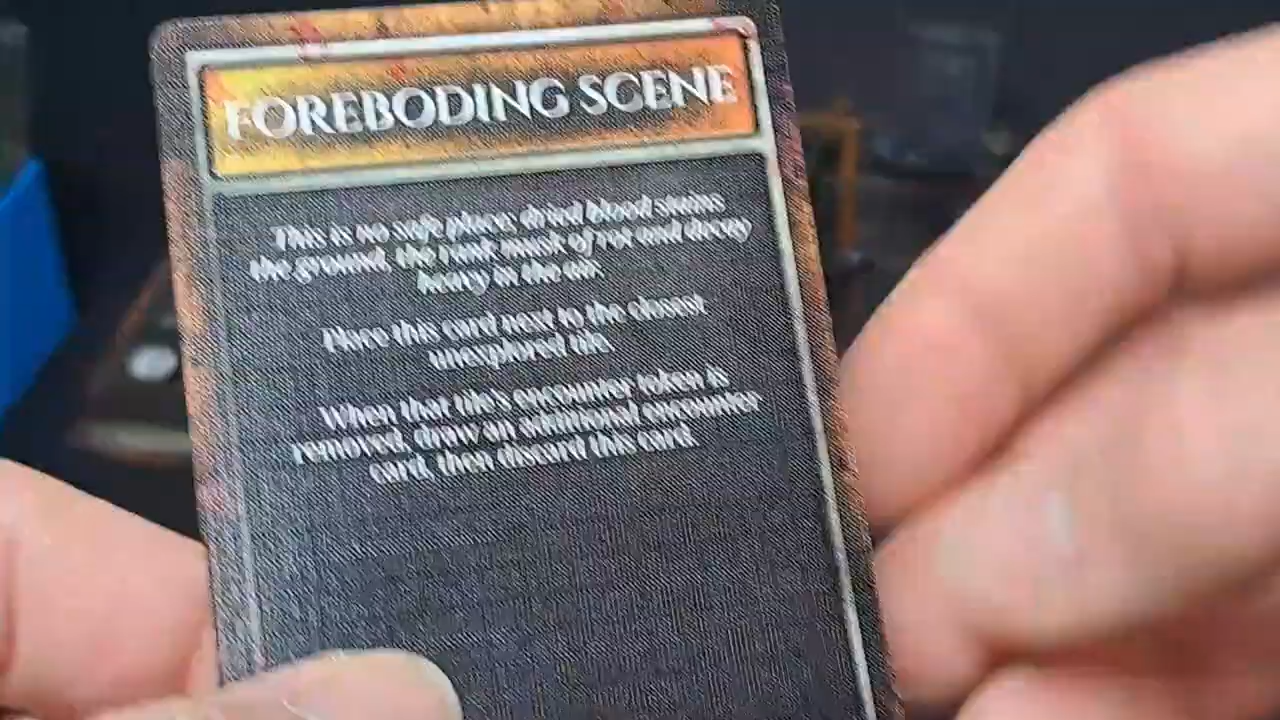 FOREBODING SCENE
This is no safe place; dried blood stains
the ground, the rank musk of rot and decay
heavy in the air.
Place this card next to the closest
unexplored tile.
When that tile's encounter token is
removed, draw an additional encounter
card, then discard this card.